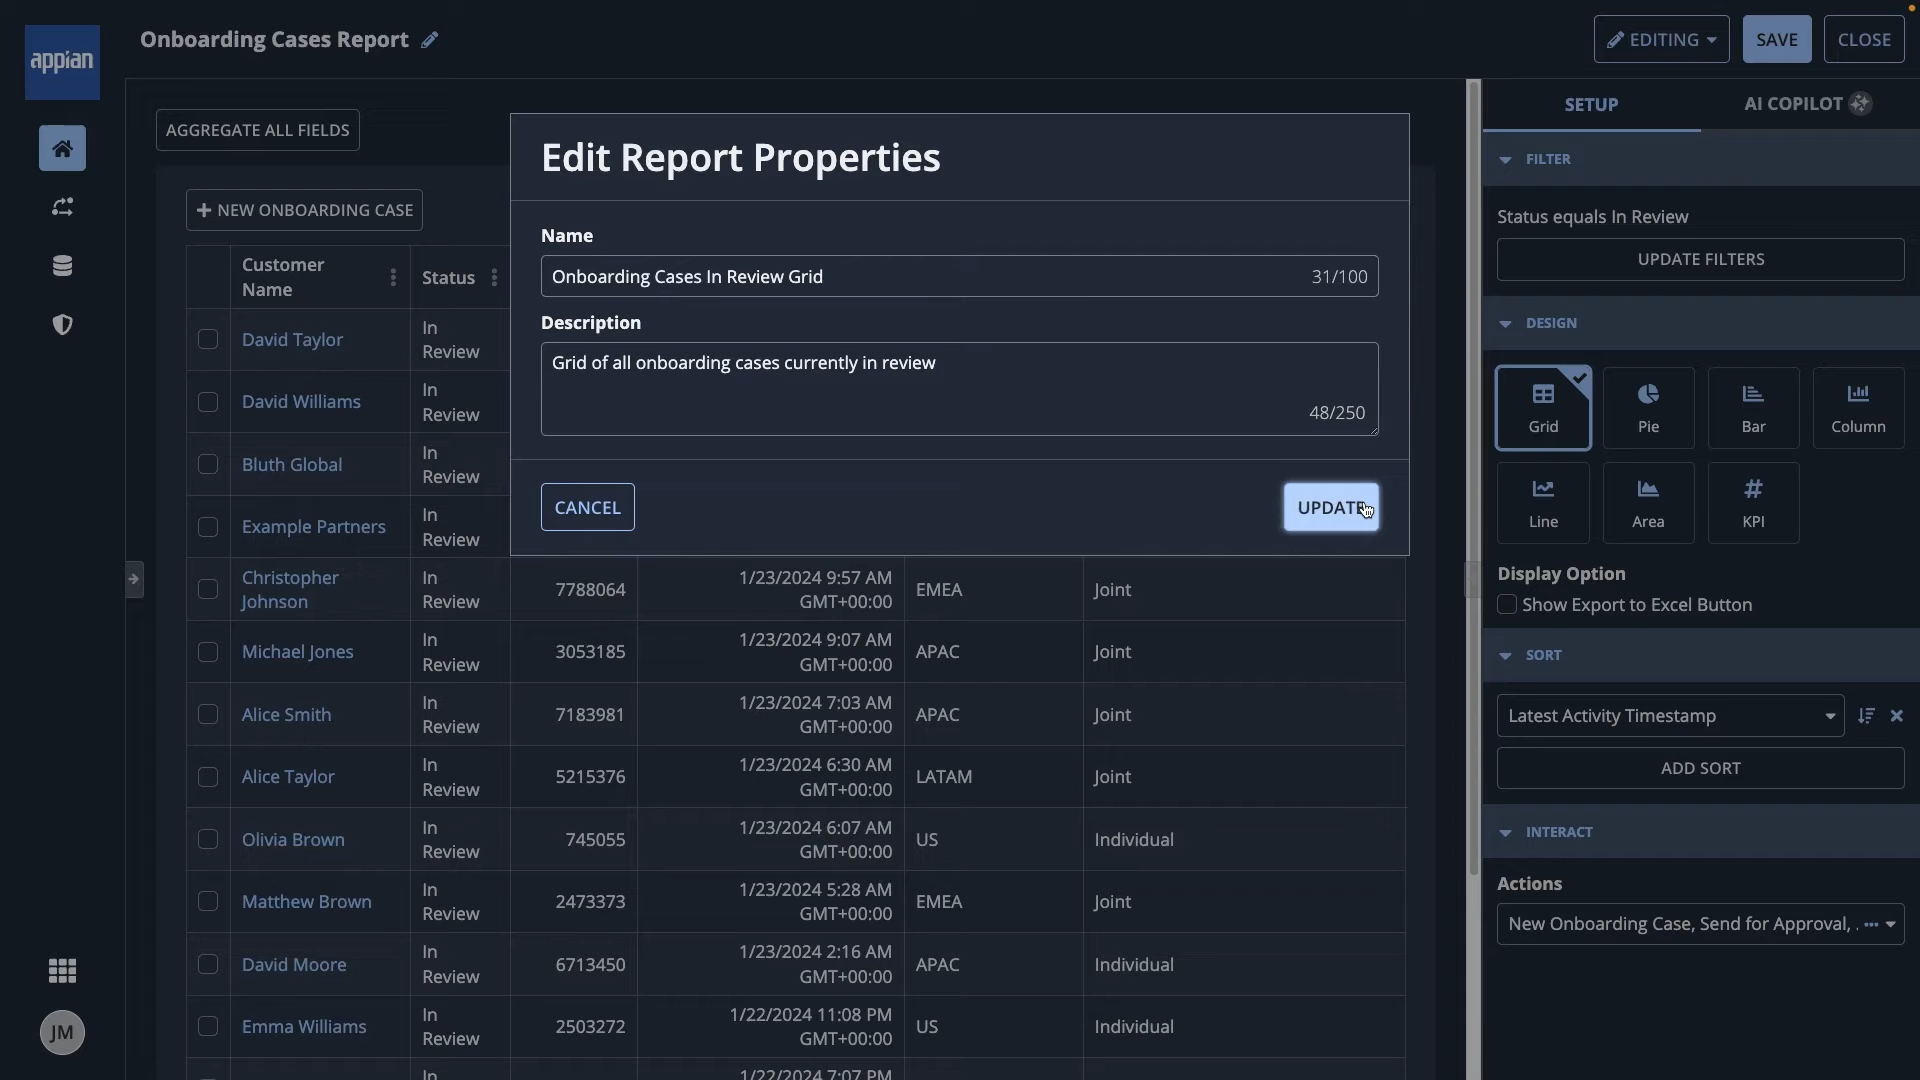 appian
Onboarding Cases Report
EDITING
SAVE
CLOSE
AGGREGATE ALL FIELDS
NEW ONBOARDING CASE
Customer
Name
Status
David Taylor
In
Review
David Williams
In
Review
Bluth Global
In
Review
Example Partners
In
Review
Christopher
Johnson
In
Review
7788064
1/23/2024 9:57 AM
GMT+00:00
EMEA
Joint
Michael Jones
In
Review
3053185
1/23/2024 9:07 AM
GMT+00:00
APAC
Joint
Alice Smith
In
Review
7183981
1/23/2024 7:03 AM
GMT+00:00
APAC
Joint
Alice Taylor
In
Review
5215376
1/23/2024 6:30 AM
GMT+00:00
LATAM
Joint
Olivia Brown
In
Review
745055
1/23/2024 6:07 AM
GMT+00:00
US
Individual
Matthew Brown
In
Review
2473373
1/23/2024 5:28 AM
GMT+00:00
EMEA
Joint
David Moore
In
Review
6713450
1/23/2024 2:16 AM
GMT+00:00
APAC
Individual
Emma Williams
In
Review
2503272
1/22/2024 11:08 PM
GMT+00:00
US
Individual
In
1/22/2024 7:07 PM
Edit Report Properties
Name
Onboarding Cases In Review Grid
31/100
Description
Grid of all onboarding cases currently in review
48/250
CANCEL
UPDATE
SETUP
AI COPILOT
FILTER
Status equals In Review
UPDATE FILTERS
DESIGN
Grid
Pie
Bar
Column
Line
Area
KPI
Display Option
Show Export to Excel Button
SORT
Latest Activity Timestamp
ADD SORT
INTERACT
Actions
New Onboarding Case, Send for Approval, . ...
JM